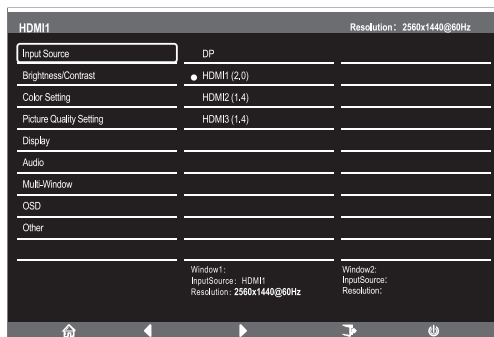 HDMI1 Resolution: 2560x1440@60Hz
Input Source DP
Brightness/Contrast HDMI1 (2,0)
Color Setting HDMI2 (1.4)
Picture Quality Setting HDMI3 (1.4)
Display
Audio
Multi-Window
OSD
Other
Window1: Window2:
InputSource: HDMI1 InputSource:
Resolution: 2560x1440@60Hz Resolution: